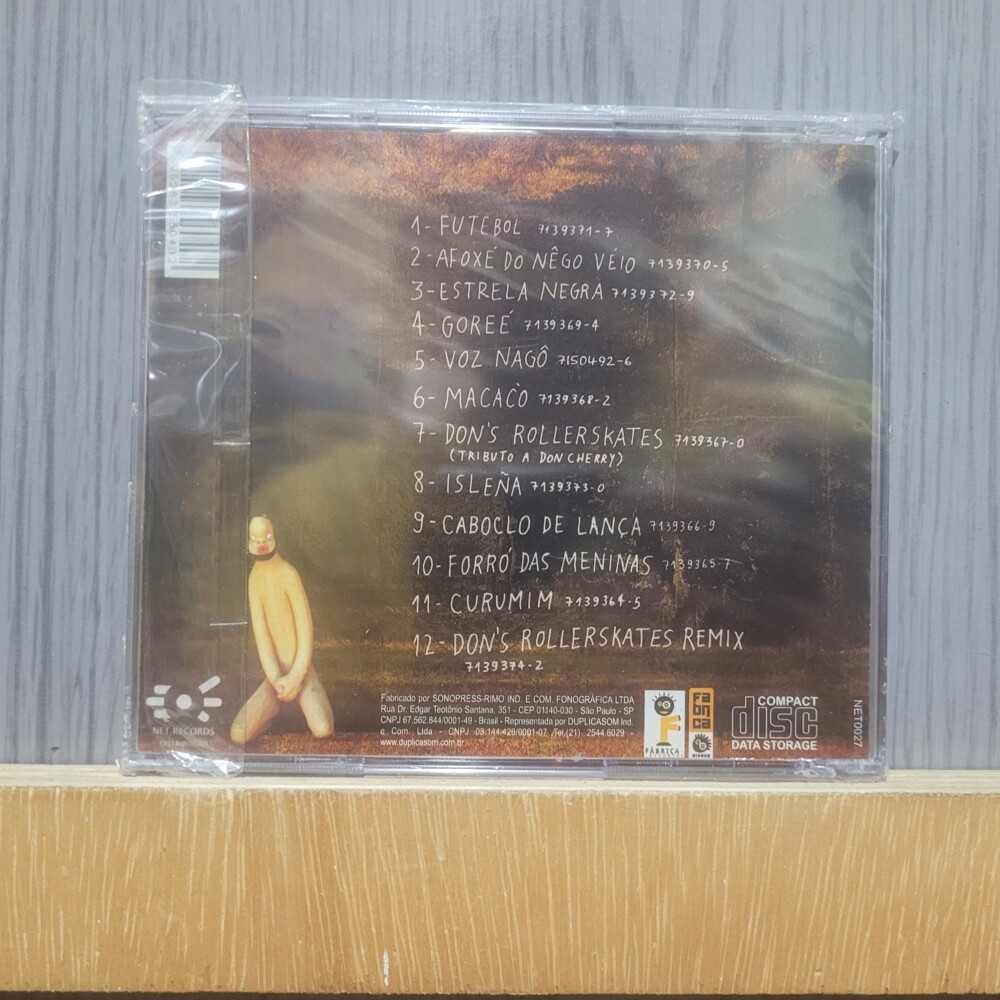 1- FUTEBOL 7139371-7
2- AFOXÉ DO NÊGO VÉIO 7139370-5
3- ESTRELA NEGRA 7139372-9
4- GOREÉ 7139369-4
5- VOZ NAGÔ 7150492-6
6- MACACO 7139368-2
7- DON'S ROLLERSKATES 7139367-0
(TRIBUTO A DON CHERRY)
8- ISLEÑA 7139373-0
9- CABOCLO DE LANÇA 7139366-9
10- FORRÓ DAS MENINAS 7139365-7
11- CURUMIM 7139364-5
12- DON'S ROLLERSKATES REMIX
7139374-2
NET RECORDS
Fabricado por SONOPRESS-RIMO IND. E COM. FONOGRÁFICA LTDA
Rua Dr. Edgar Teotônio Santana, 351 - CEP 01140-030 - São Paulo - SP
CNPJ 67.562.844/0001-49 - Brasil - Representada por DUPLICASOM Ind.
e Com. Ltda - CNPJ 03.144.426/0001-07 Tel.(21) 2544.6029 -
www.duplicasom.com.br
F
FÁBRICA
Fa
un
ca
DISCOS
COMPACT
disc
DATA STORAGE
NET0027